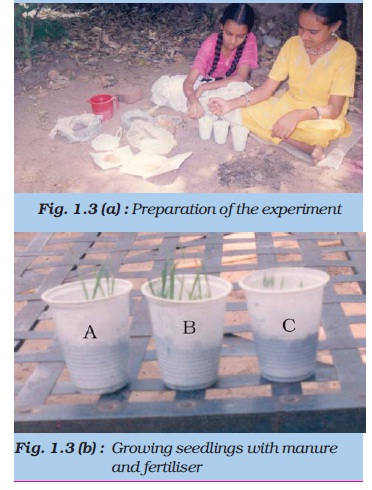 Fig. 1.3 (a) : Preparation of the experiment
A
B
C
Fig. 1.3 (b) : Growing seedlings with manure
and fertiliser